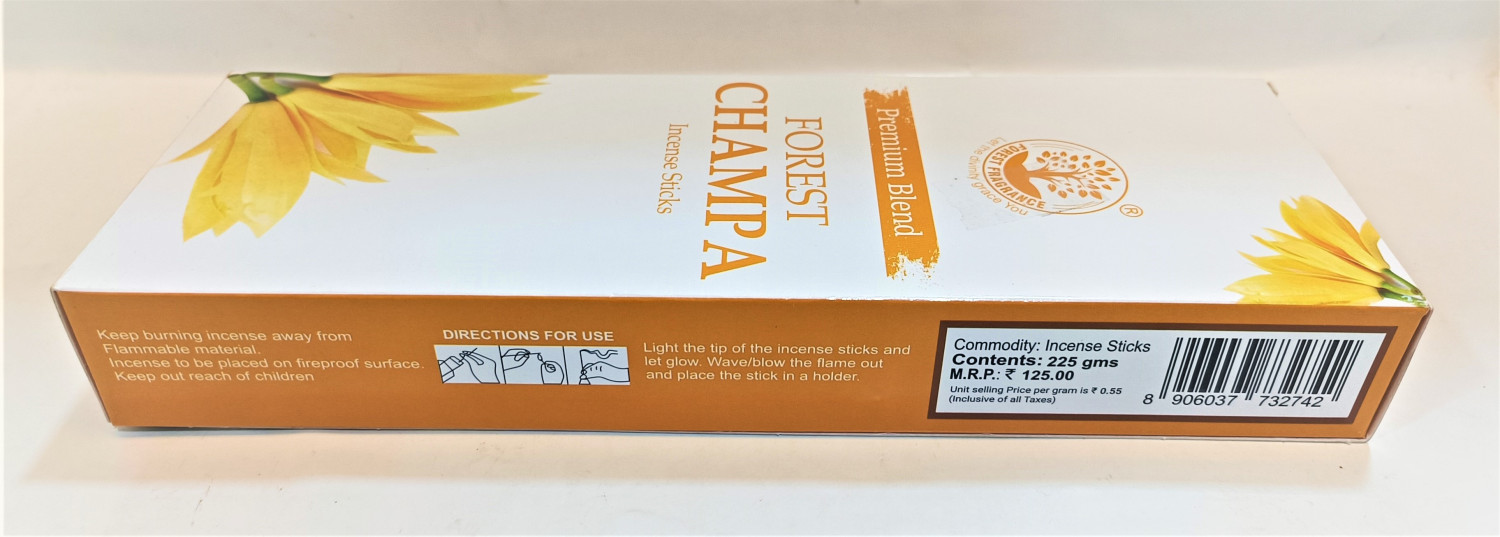 FOREST FRAGRANCE
Let the divinity grace You
®
Premium Blend
FOREST
CHAMPA
Incense Sticks
Keep burning incense away from
Flammable material.
Incense to be placed on fireproof surface.
Keep out reach of children
DIRECTIONS FOR USE
Light the tip of the incense sticks and
let glow. Wave/blow the flame out
and place the stick in a holder.
Commodity: Incense Sticks
Contents: 225 gms
M.R.P.: ₹ 125.00
Unit selling Price per gram is ₹ 0.55
(Inclusive of all Taxes)
8 906037 732742